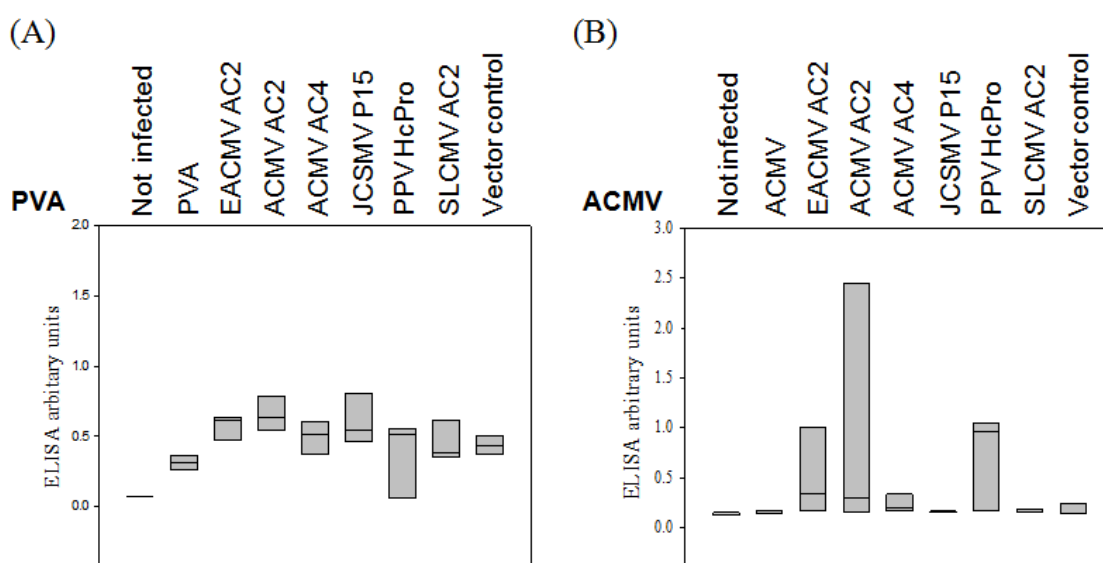 (A)
Not infected
PVA
EACMV AC2
ACMV AC2
ACMV AC4
JCSMV P15
PPV HcPro
SLCMV AC2
Vector control
PVA
2.0
1.5
1.0
0.5
0.0
ELISA arbitary units
(B)
Not infected
ACMV
EACMV AC2
ACMV AC2
ACMV AC4
JCSMV P15
PPV HcPro
SLCMV AC2
Vector control
ACMV
3.0
2.5
2.0
1.5
1.0
0.5
0.0
ELISA arbitrary units